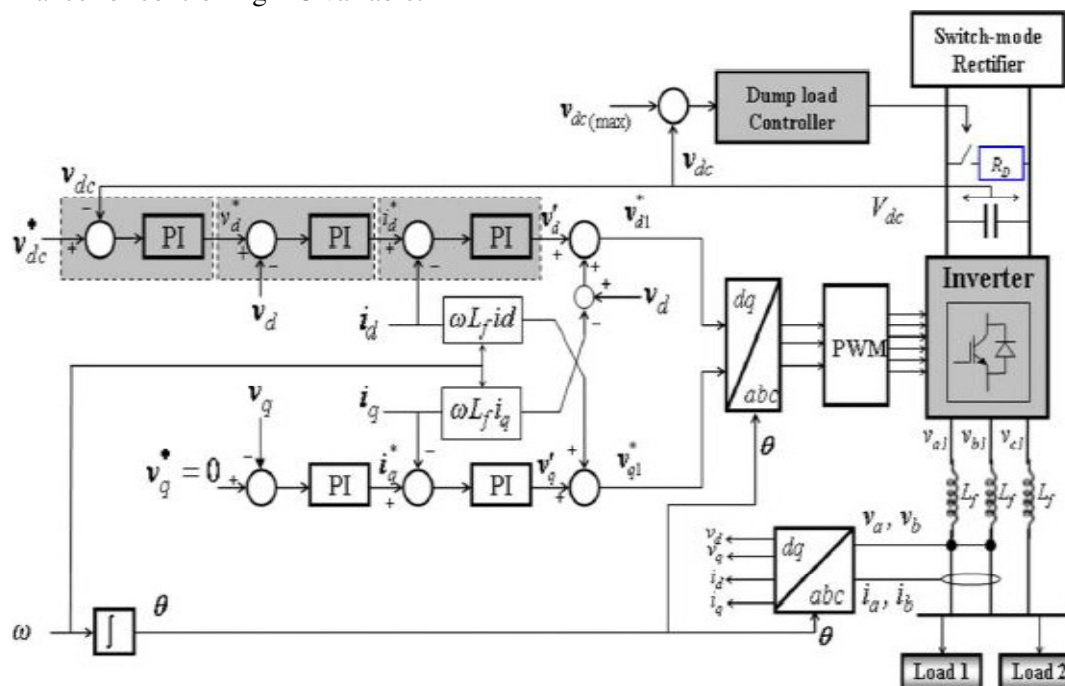 Switch-mode
Rectifier
Dump load
Controller
v_dc(max)
v_dc
R_D
V_dc
v_dc
v*_dc
-
+
PI
v_d*
+
-
PI
i_d*
+
-
PI
v'_d
+
+
v*_d1
v_d
i_d
ωL_f id
+
-
v_d
i_q
ωL_f i_q
v_q
v*_q = 0
-
+
PI
i_q*
-
+
PI
v'_q
+
+
v*_q1
dq
abc
θ
PWM
Inverter
v_a1
v_b1
v_c1
L_f
L_f
L_f
v_a, v_b
i_a, i_b
v_d
v_q
i_d
i_q
dq
abc
θ
ω
∫
θ
Load 1
Load 2